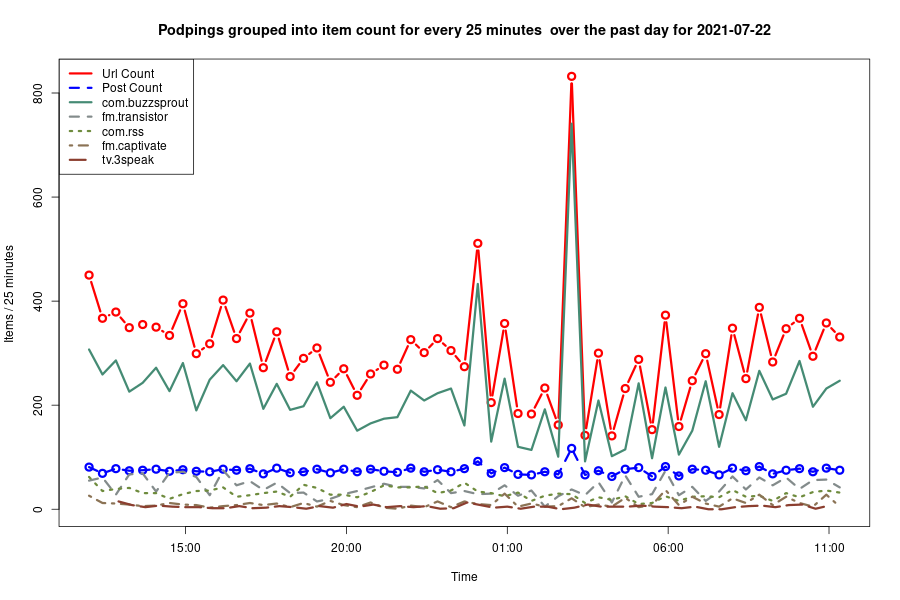 Podpings grouped into item count for every 25 minutes  over the past day for 2021-07-22
Url Count
Post Count
com.buzzsprout
fm.transistor
com.rss
fm.captivate
tv.3speak
Items / 25 minutes
800
600
400
200
0
15:00
20:00
01:00
06:00
11:00
Time